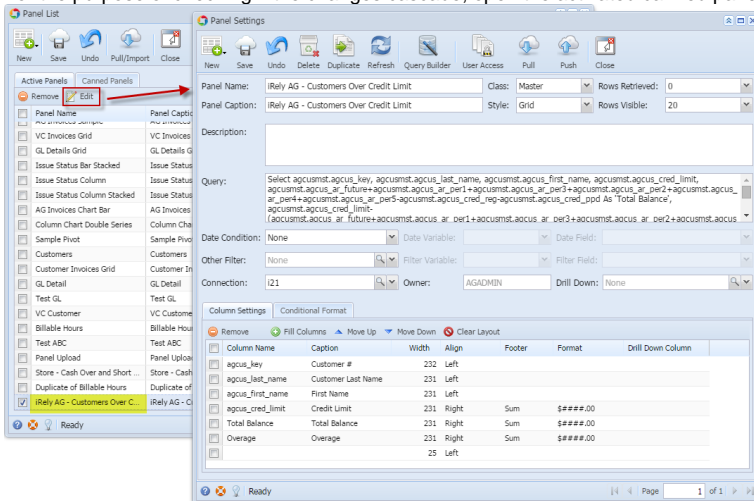 Panel List
New Save Undo Pull/Import Close
Active Panels Canned Panels
Remove Edit
Panel Name Panel Captio
VC Invoices Grid VC Invoices
GL Details Grid GL Details G
Issue Status Bar Stacked Issue Status
Issue Status Column Issue Status
Issue Status Column Stacked Issue Status
AG Invoices Chart Bar AG Invoices
Column Chart Double Series Column Cha
Sample Pivot Sample Pivo
Customers Customers
Customer Invoices Grid Customer In
GL Detail GL Detail
Test GL Test GL
VC Customer VC Custome
Billable Hours Billable Hou
Test ABC Test ABC
Panel Upload Panel Uploa
Store - Cash Over and Short ... Store - Cash
Duplicate of Billable Hours Duplicate of
iRely AG - Customers Over C... iRely AG - C
Ready
Panel Settings
New Save Undo Delete Duplicate Refresh Query Builder User Access Pull Push Close
Panel Name: iRely AG - Customers Over Credit Limit Class: Master Rows Retrieved: 0
Panel Caption: iRely AG - Customers Over Credit Limit Style: Grid Rows Visible: 20
Description:
Query: Select agcusmst.agcus_key, agcusmst.agcus_last_name, agcusmst.agcus_first_name, agcusmst.agcus_cred_limit,
agcusmst.agcus_ar_future+agcusmst.agcus_ar_per1+agcusmst.agcus_ar_per3+agcusmst.agcus_ar_per2+agcusmst.agcus_
ar_per4+agcusmst.agcus_ar_per5-agcusmst.agcus_cred_reg-agcusmst.agcus_cred_ppd As 'Total Balance',
agcusmst.agcus_cred_limit-
(agcusmst.agcus_ar_future+agcusmst.agcus_ar_per1+agcusmst.agcus_ar_per3+agcusmst.agcus_ar_per2+agcusmst.agcus
Date Condition: None Date Variable: Date Field:
Other Filter: None Filter Variable: Filter Field:
Connection: i21 Owner: AGADMIN Drill Down: None
Column Settings Conditional Format
Remove Fill Columns Move Up Move Down Clear Layout
Column Name Caption Width Align Footer Format Drill Down Column
agcus_key Customer # 232 Left
agcus_last_name Customer Last Name 231 Left
agcus_first_name First Name 231 Left
agcus_cred_limit Credit Limit 231 Right Sum $####.00
Total Balance Total Balance 231 Right Sum $####.00
Overage Overage 231 Right Sum $####.00
25 Left
Ready Page 1 of 1